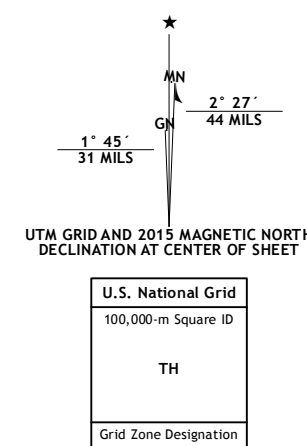 ★
MN
GN
2° 27´
44 MILS
1° 45´
31 MILS
UTM GRID AND 2015 MAGNETIC NORTH
DECLINATION AT CENTER OF SHEET
U.S. National Grid
100,000-m Square ID
TH
Grid Zone Designation